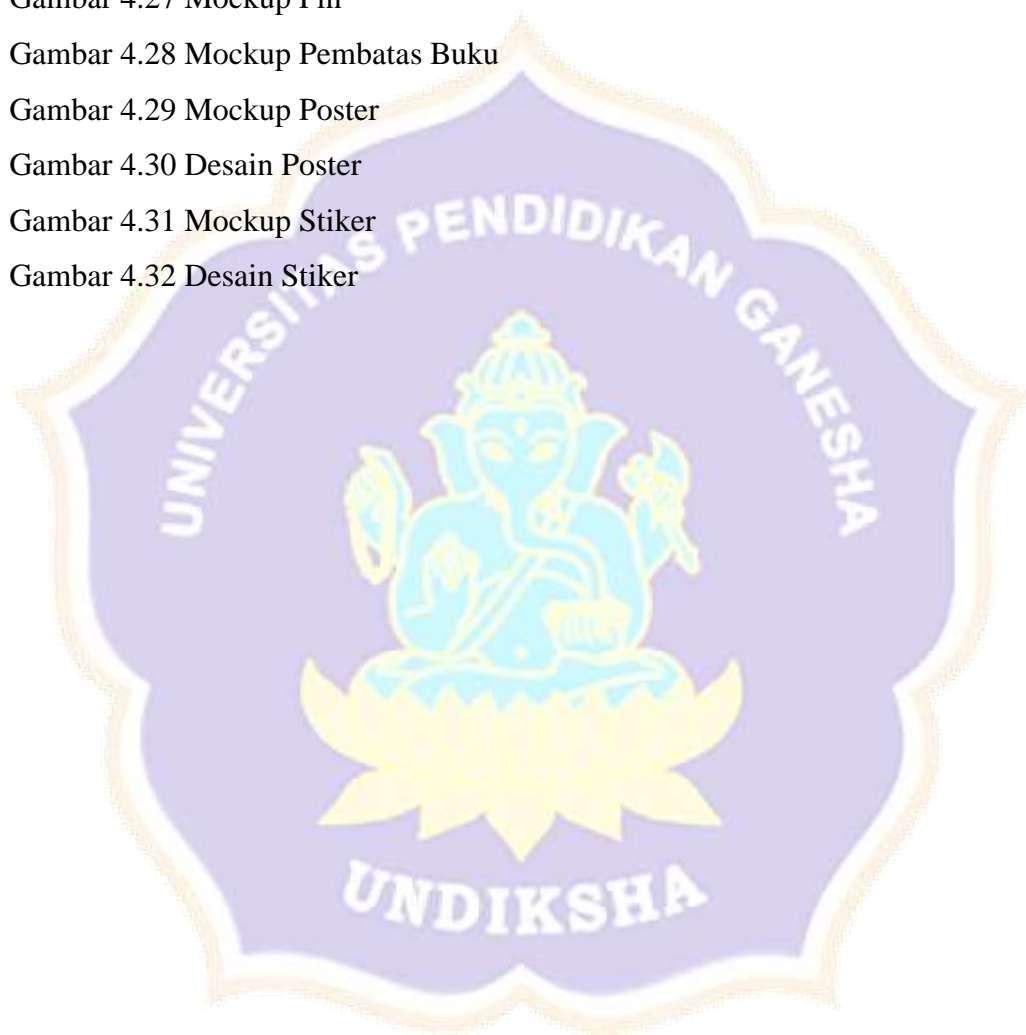 Gambar 4.27 Mockup Pin
Gambar 4.28 Mockup Pembatas Buku
Gambar 4.29 Mockup Poster
Gambar 4.30 Desain Poster
Gambar 4.31 Mockup Stiker
Gambar 4.32 Desain Stiker
UNIVERSITAS PENDIDIKAN GANESHA
UNDIKSHA